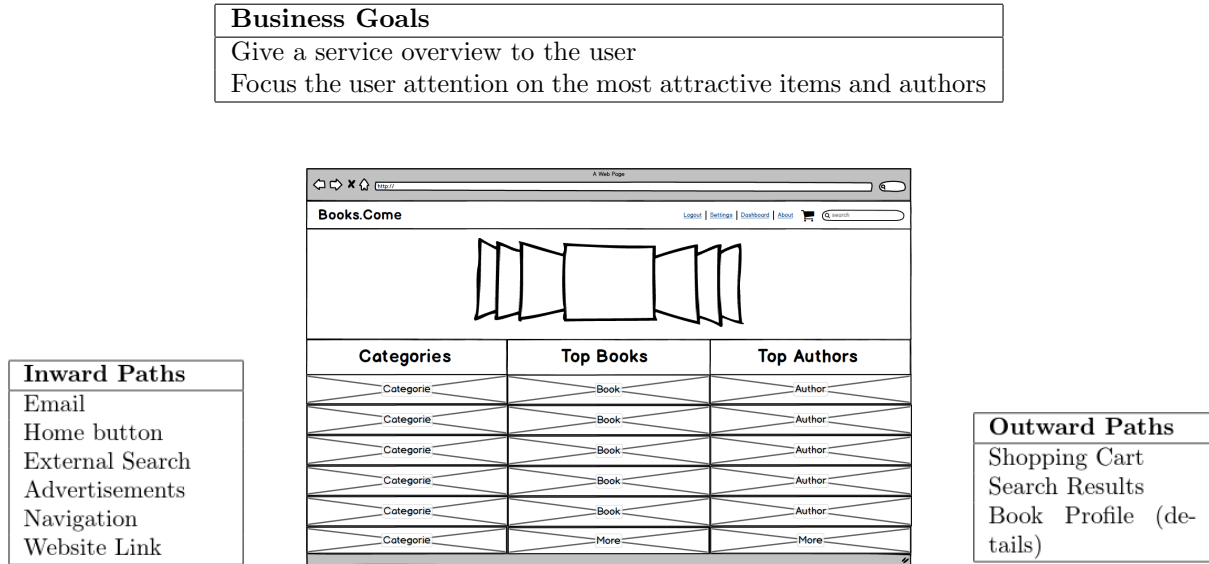 Business Goals
Give a service overview to the user
Focus the user attention on the most attractive items and authors
A Web Page
http://
Books.Come
Logout | Settings | Dashboard | About
search
Categories Top Books Top Authors
Categorie Book Author
Categorie Book Author
Categorie Book Author
Categorie Book Author
Categorie Book Author
Categorie More More
Inward Paths
Email
Home button
External Search
Advertisements
Navigation
Website Link
Outward Paths
Shopping Cart
Search Results
Book Profile (de-
tails)